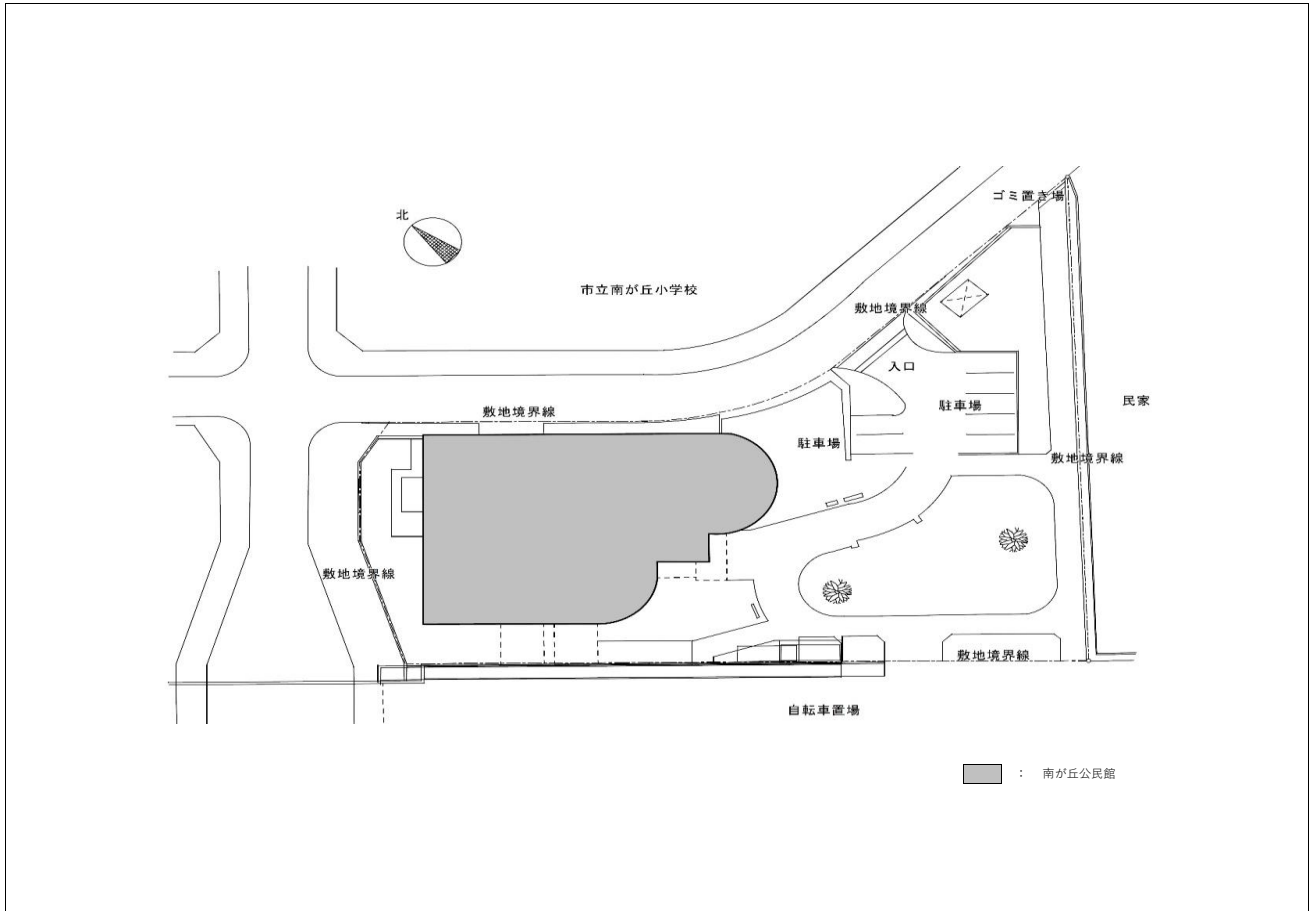 ゴミ置き場
北
市立南が丘小学校
敷地境界線
入口
民家
駐車場
敷地境界線
駐車場
敷地境界線
敷地境界線
敷地境界線
自転車置場
： 南が丘公民館